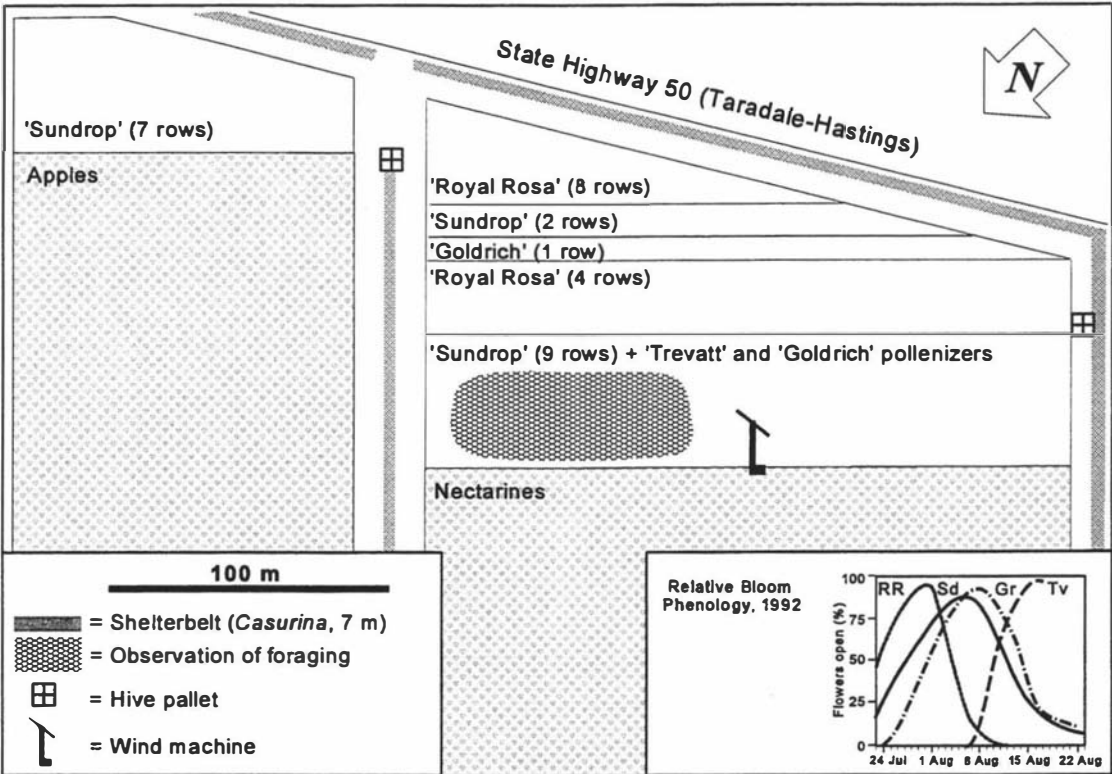 State Highway 50 (Taradale-Hastings)
N
'Sundrop' (7 rows)
Apples
'Royal Rosa' (8 rows)
'Sundrop' (2 rows)
'Goldrich' (1 row)
'Royal Rosa' (4 rows)
'Sundrop' (9 rows) + 'Trevatt' and 'Goldrich' pollenizers
Nectarines
100 m
= Shelterbelt (Casurina, 7 m)
= Observation of foraging
= Hive pallet
= Wind machine
Relative Bloom
Phenology, 1992
Flowers open (%)
100
75
50
25
0
RR Sd Gr Tv
24 Jul 1 Aug 8 Aug 15 Aug 22 Aug